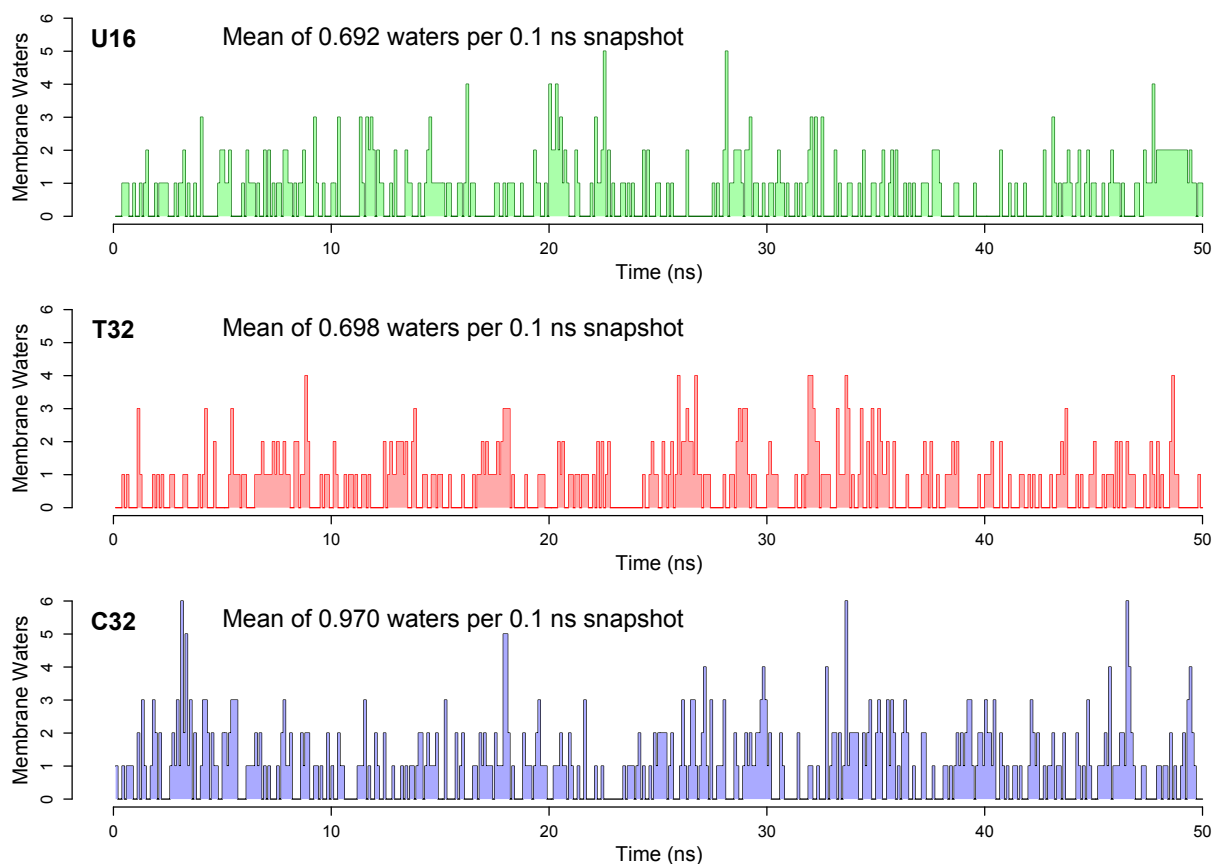 U16 Mean of 0.692 waters per 0.1 ns snapshot
Membrane Waters
6
5
4
3
2
1
0
0 10 20 30 40 50
Time (ns)
T32 Mean of 0.698 waters per 0.1 ns snapshot
Membrane Waters
6
5
4
3
2
1
0
0 10 20 30 40 50
Time (ns)
C32 Mean of 0.970 waters per 0.1 ns snapshot
Membrane Waters
6
5
4
3
2
1
0
0 10 20 30 40 50
Time (ns)